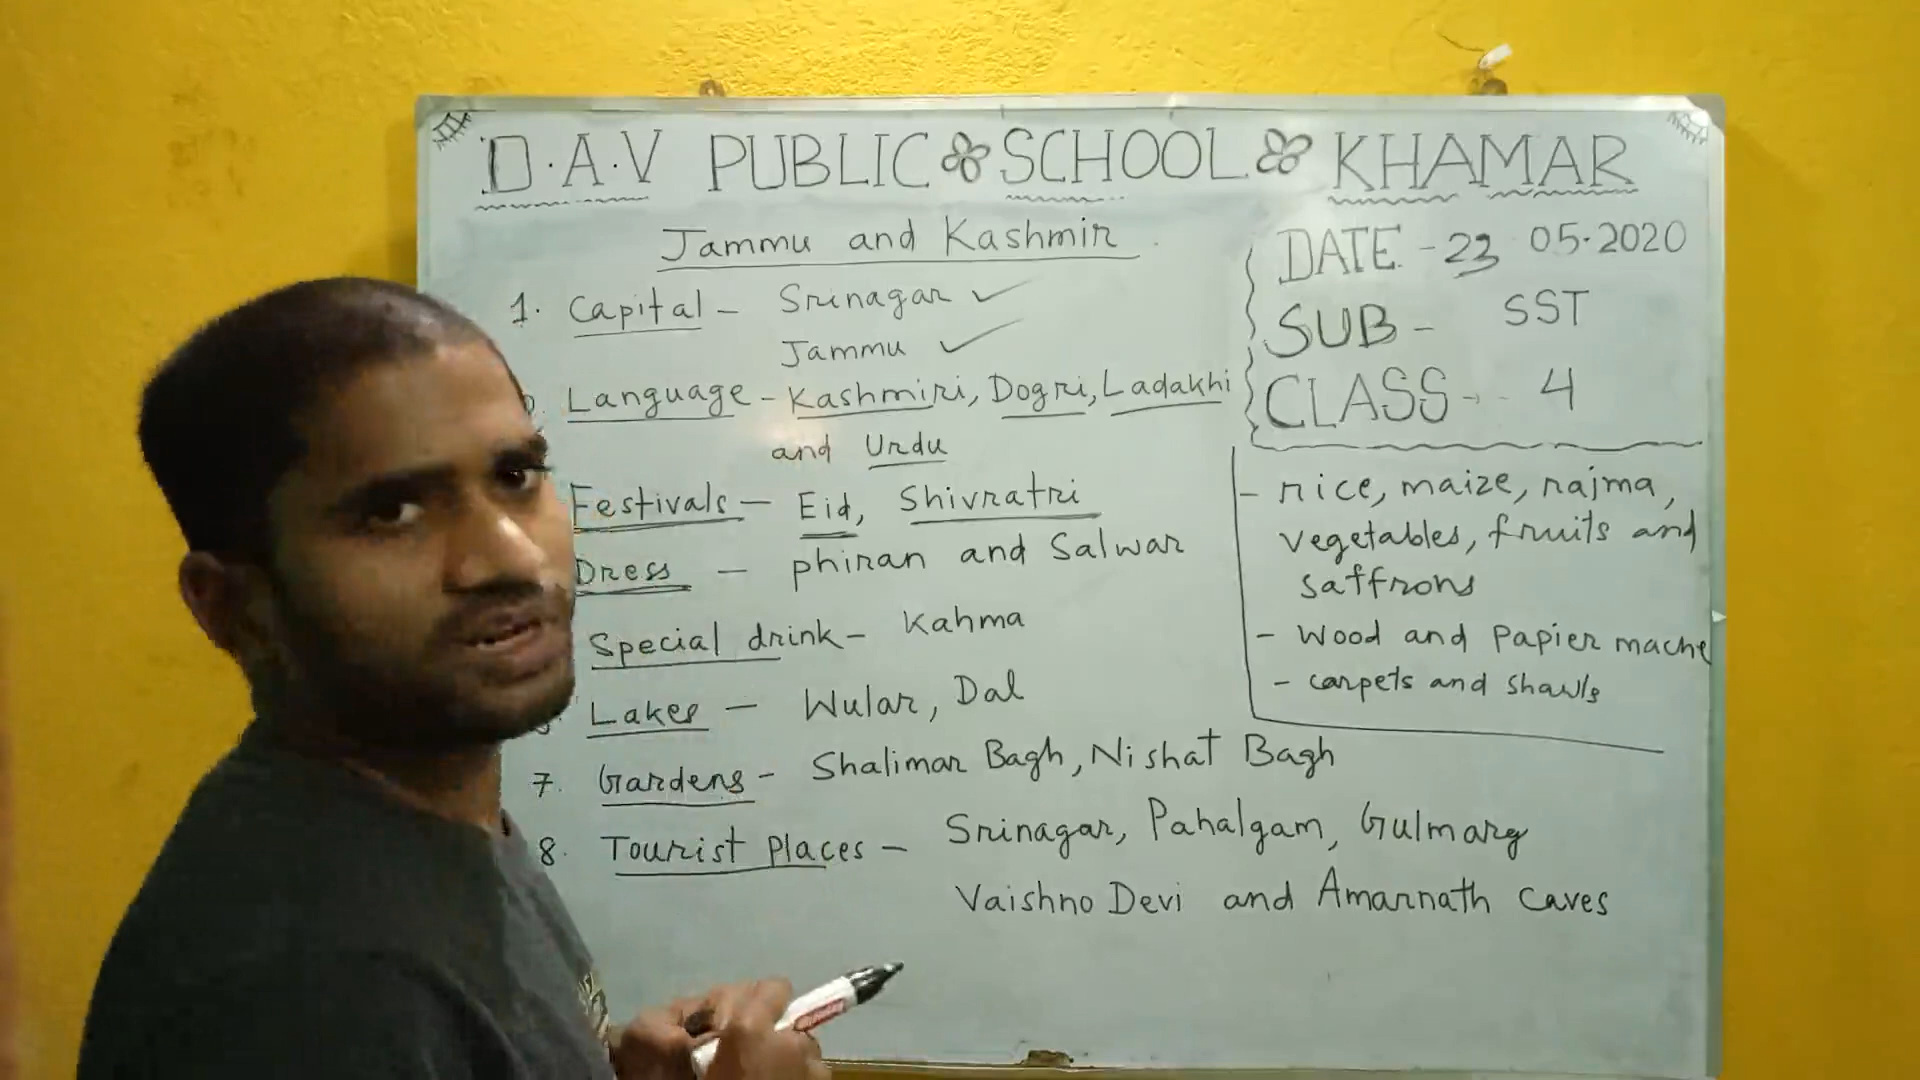 D.A.V PUBLIC SCHOOL KHAMAR
Jammu and Kashmir
DATE - 23 05.2020
SUB - SST
CLASS - 4
1. Capital - Srinagar ✓
Jammu ✓
Language - Kashmiri, Dogri, Ladakhi
and Urdu
Festivals - Eid, Shivratri
Dress - phiran and Salwar
Special drink - Kahma
Lakes - Wular, Dal
7. Gardens - Shalimar Bagh, Nishat Bagh
8. Tourist Places - Srinagar, Pahalgam, Gulmarg
Vaishno Devi and Amarnath caves
- rice, maize, rajma,
vegetables, fruits and
saffrons
- Wood and Papier mache
- carpets and shawls